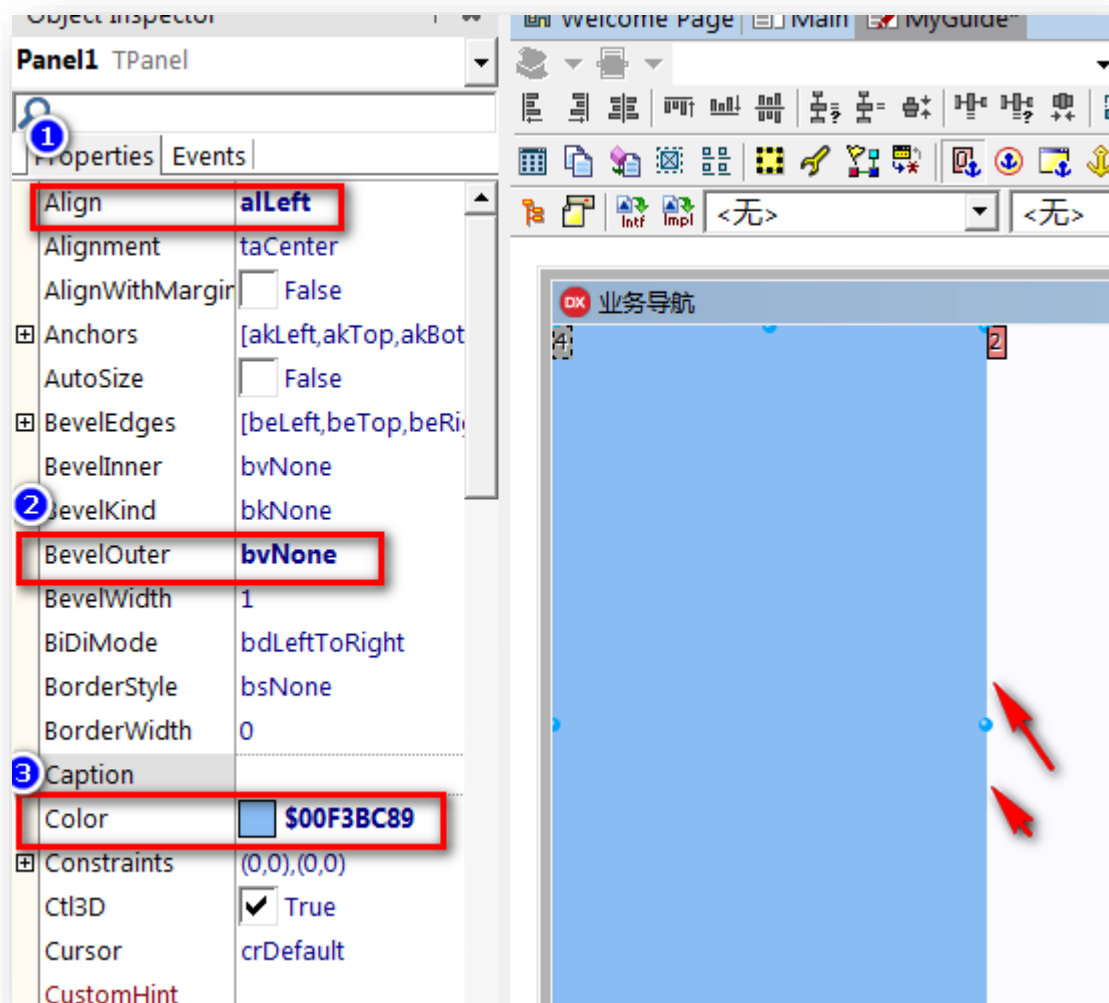 Object Inspector
Panel1 TPanel
1
Properties Events
Align alLeft
Alignment taCenter
AlignWithMargin False
Anchors [akLeft,akTop,akBot
AutoSize False
BevelEdges [beLeft,beTop,beRig
BevelInner bvNone
2
BevelKind bkNone
BevelOuter bvNone
BevelWidth 1
BiDiMode bdLeftToRight
BorderStyle bsNone
BorderWidth 0
3
Caption
Color $00F3BC89
Constraints (0,0),(0,0)
Ctl3D True
Cursor crDefault
CustomHint
Welcome Page Main MyGuide*
Intf Impl <无> <无>
DX 业务导航
4 2